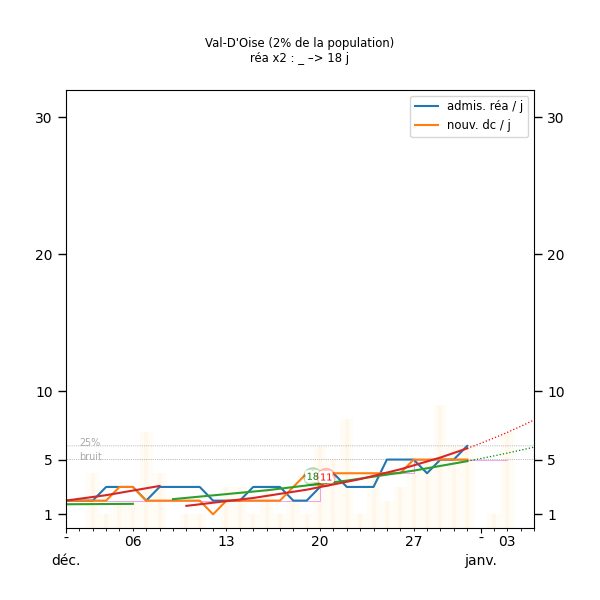 Val-D'Oise (2% de la population)
réa x2 : _ –> 18 j
admis. réa / j
nouv. dc / j
30 30
20 20
10 10
25%
bruit
5 5
18 11
1 1
- 06 13 20 27 - 03
déc. janv.